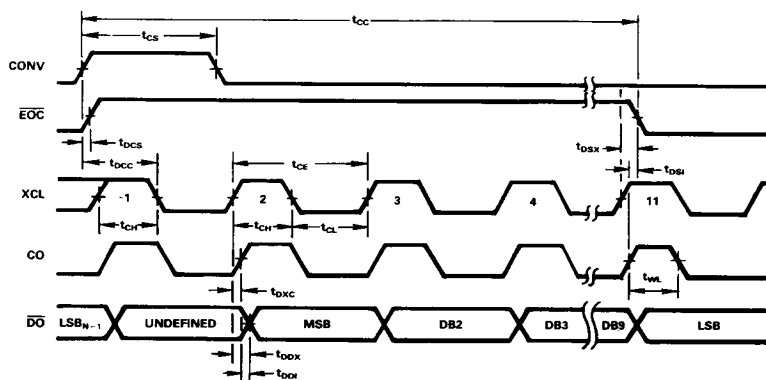 tCC
tCS
CONV
EOC
tDCS
tDCC
tCE
tDSX
tDSI
XCL
-1
2
3
4
11
tCH
tCH
tCL
CO
tDXC
tWL
DO
LSBN-1
UNDEFINED
MSB
DB2
DB3
DB9
LSB
tDDX
tDDI